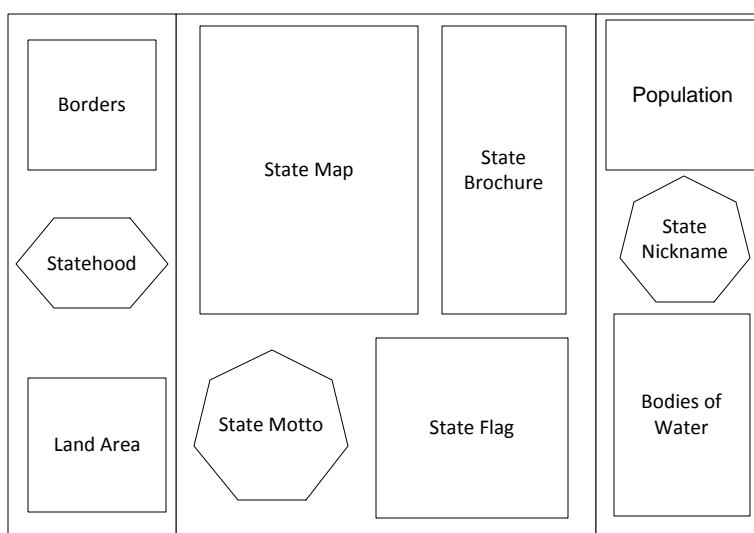 Borders
Statehood
Land Area
State Map
State
Brochure
State Motto
State Flag
Population
State
Nickname
Bodies of
Water